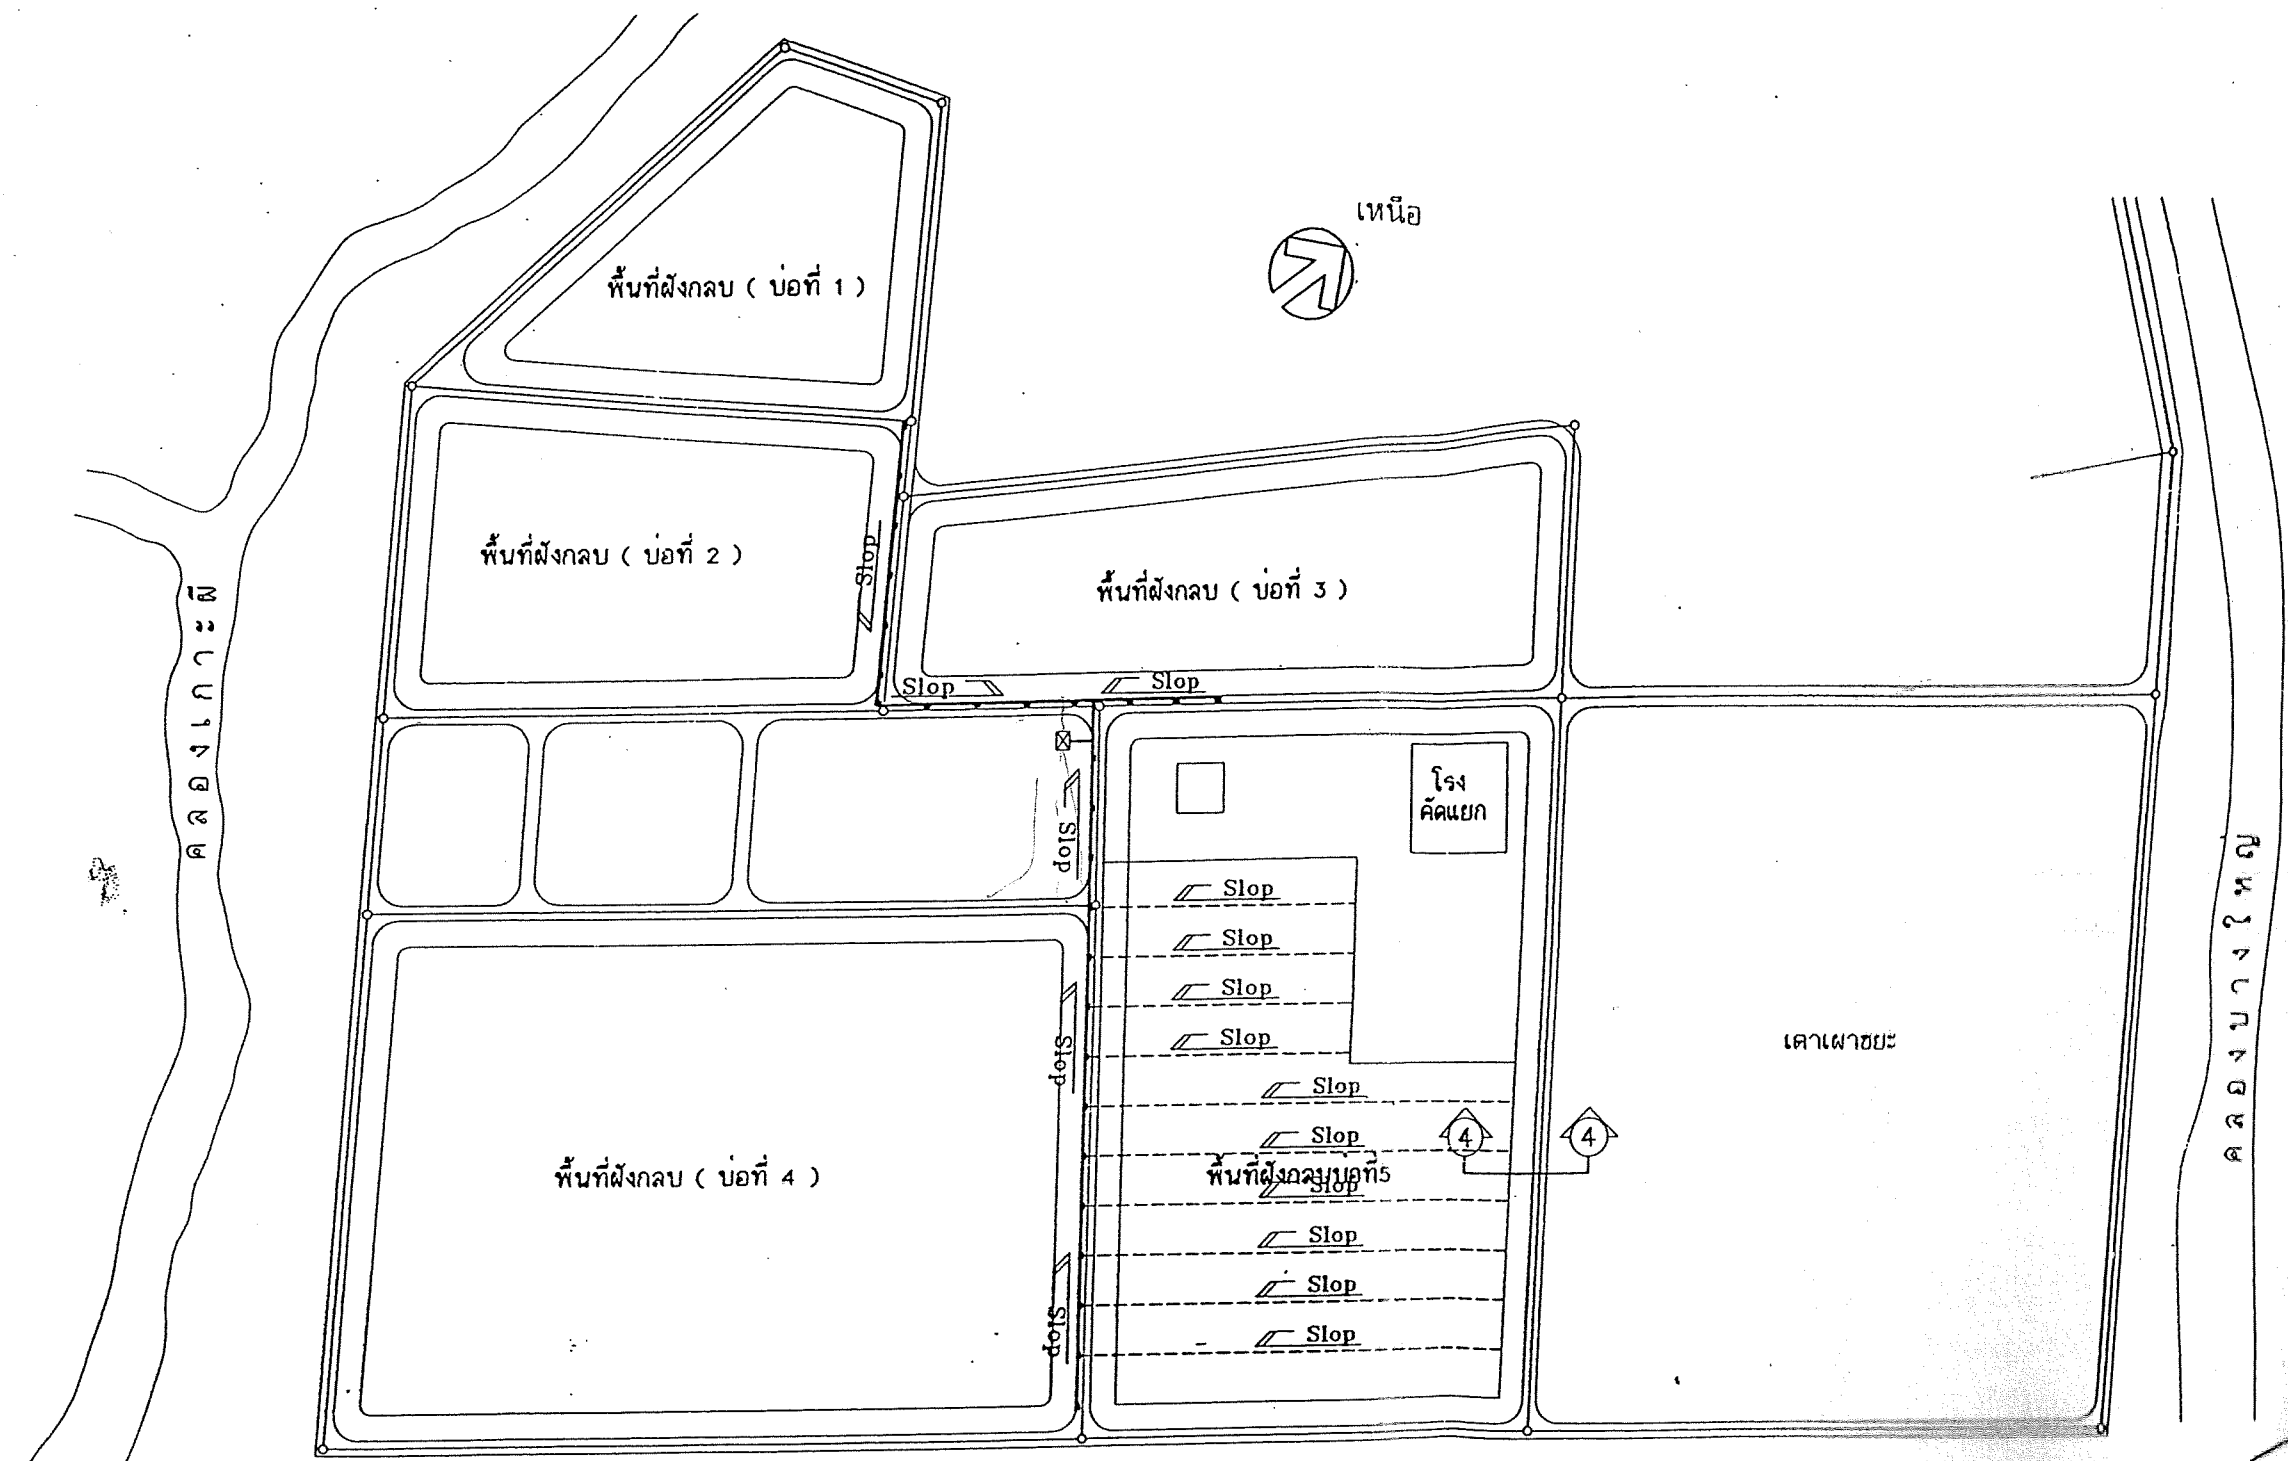 เหนือ
พื้นที่ฝังกลบ ( บ่อที่ 1 )
พื้นที่ฝังกลบ ( บ่อที่ 2 )
Slop
พื้นที่ฝังกลบ ( บ่อที่ 3 )
Slop
Slop
คลองเกาะผี
โรง
คัดแยก
Slop
Slop
Slop
Slop
Slop
คลองบางใหญ่
เตาเผาขยะ
Slop
Slop
Slop
4
4
พื้นที่ฝังกลบ ( บ่อที่ 4 )
พื้นที่ฝังกลบบ่อที่5
Slop
Slop
Slop
Slop
Slop